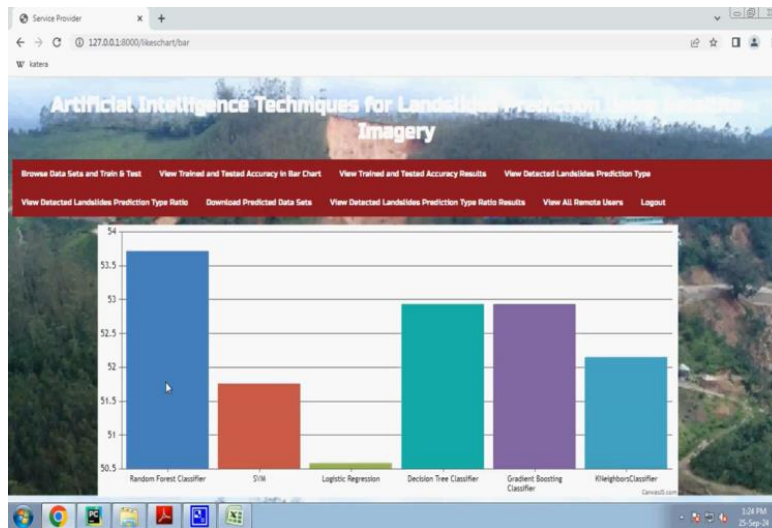 Service Provider
127.0.0.1:8000/likeschart/bar
W katera
Artificial Intelligence Techniques for Landslides Prediction Using Satellite
Imagery
Browse Data Sets and Train & Test View Trained and Tested Accuracy in Bar Chart View Trained and Tested Accuracy Results View Detected Landslides Prediction Type
View Detected Landslides Prediction Type Ratio Download Predicted Data Sets View Detected Landslides Prediction Type Ratio Results View All Remote Users Logout
54
53.5
53
52.5
52
51.5
51
50.5
Random Forest Classifier SVM Logistic Regression Decision Tree Classifier Gradient Boosting Classifier KNeighborsClassifier
CanvasJS.com
1:24 PM